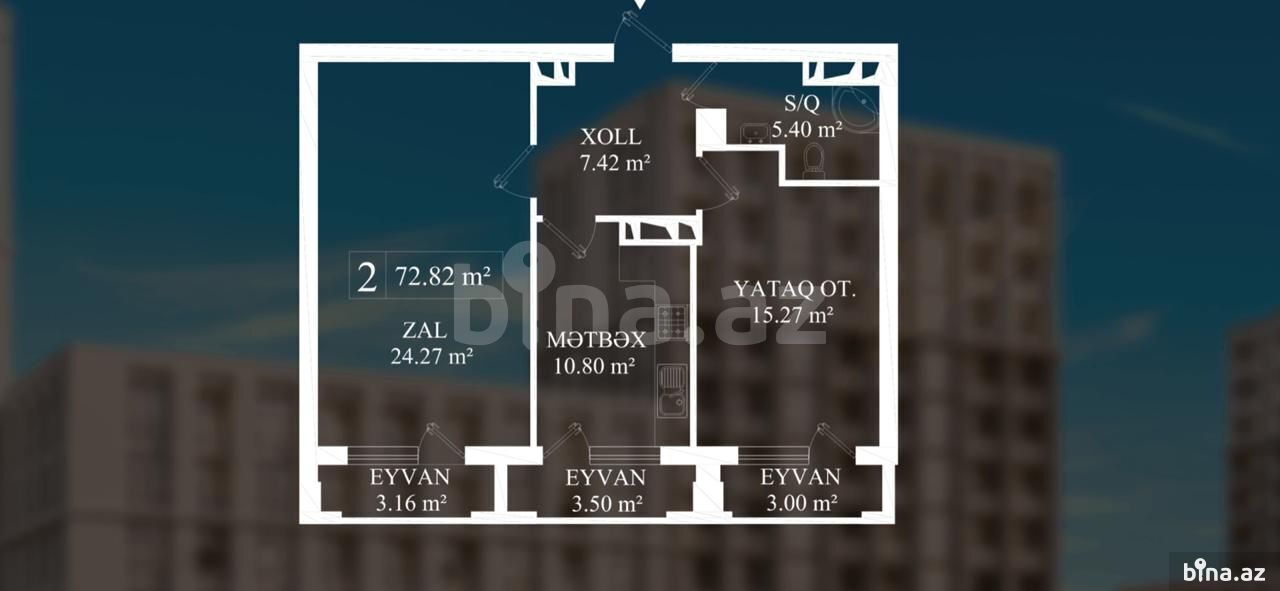 S/Q
5.40 m²
XOLL
7.42 m²
2 72.82 m²
YATAQ OT.
15.27 m²
ZAL
24.27 m²
MƏTBƏX
10.80 m²
bina.az
EYVAN
3.16 m²
EYVAN
3.50 m²
EYVAN
3.00 m²
bina.az